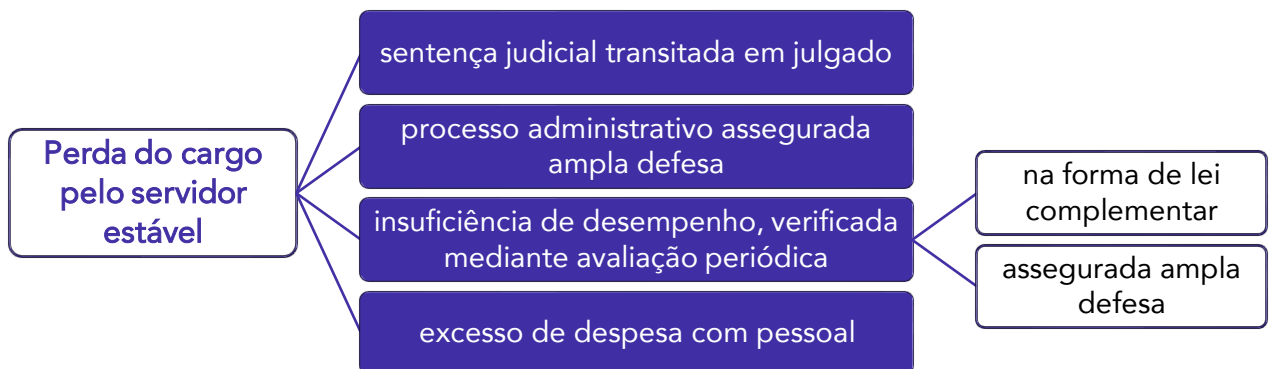 Perda do cargo
pelo servidor
estável
sentença judicial transitada em julgado
processo administrativo assegurada
ampla defesa
insuficiência de desempenho, verificada
mediante avaliação periódica
excesso de despesa com pessoal
na forma de lei
complementar
assegurada ampla
defesa